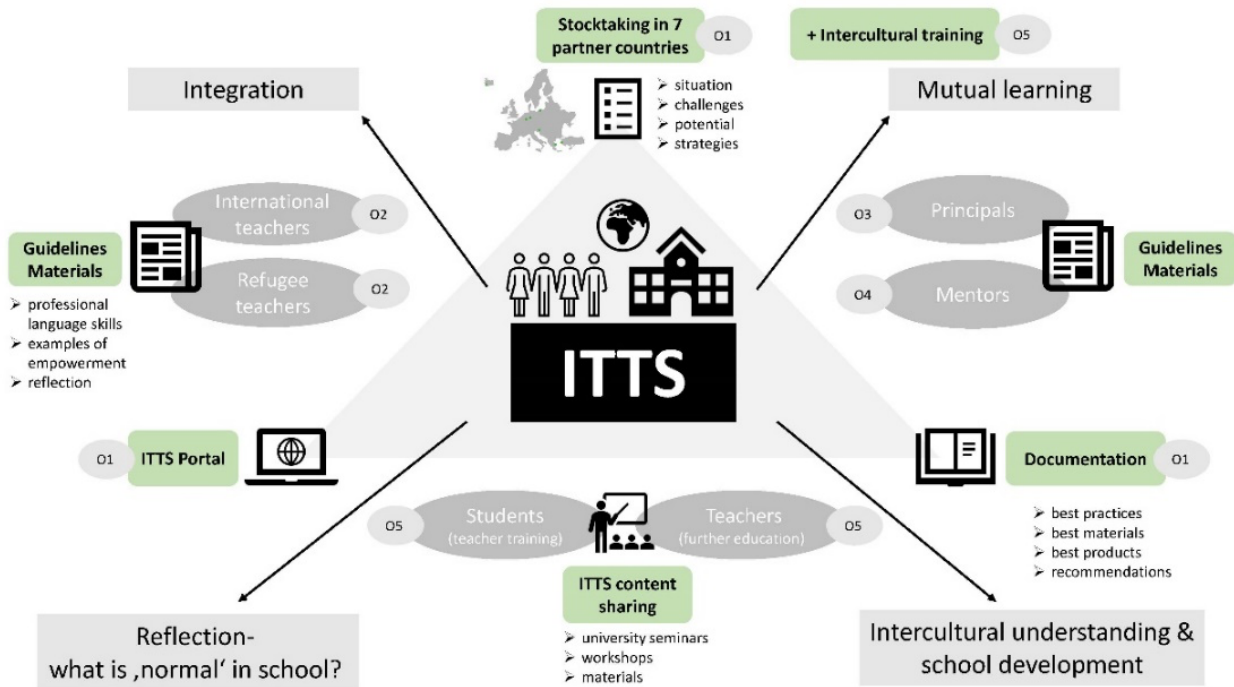 Stocktaking in 7
partner countries
O1
+ Intercultural training
O5
Integration
➢ situation
➢ challenges
➢ potential
➢ strategies
Mutual learning
International
teachers
O2
Refugee
teachers
O2
Guidelines
Materials
➢ professional
language skills
➢ examples of
empowerment
➢ reflection
O3
Principals
O4
Mentors
Guidelines
Materials
ITTS
O1
ITTS Portal
Documentation
O1
➢ best practices
➢ best materials
➢ best products
➢ recommendations
O5
Students
(teacher training)
Teachers
(further education)
O5
ITTS content
sharing
➢ university seminars
➢ workshops
➢ materials
Reflection-
what is ‚normal‘ in school?
Intercultural understanding &
school development